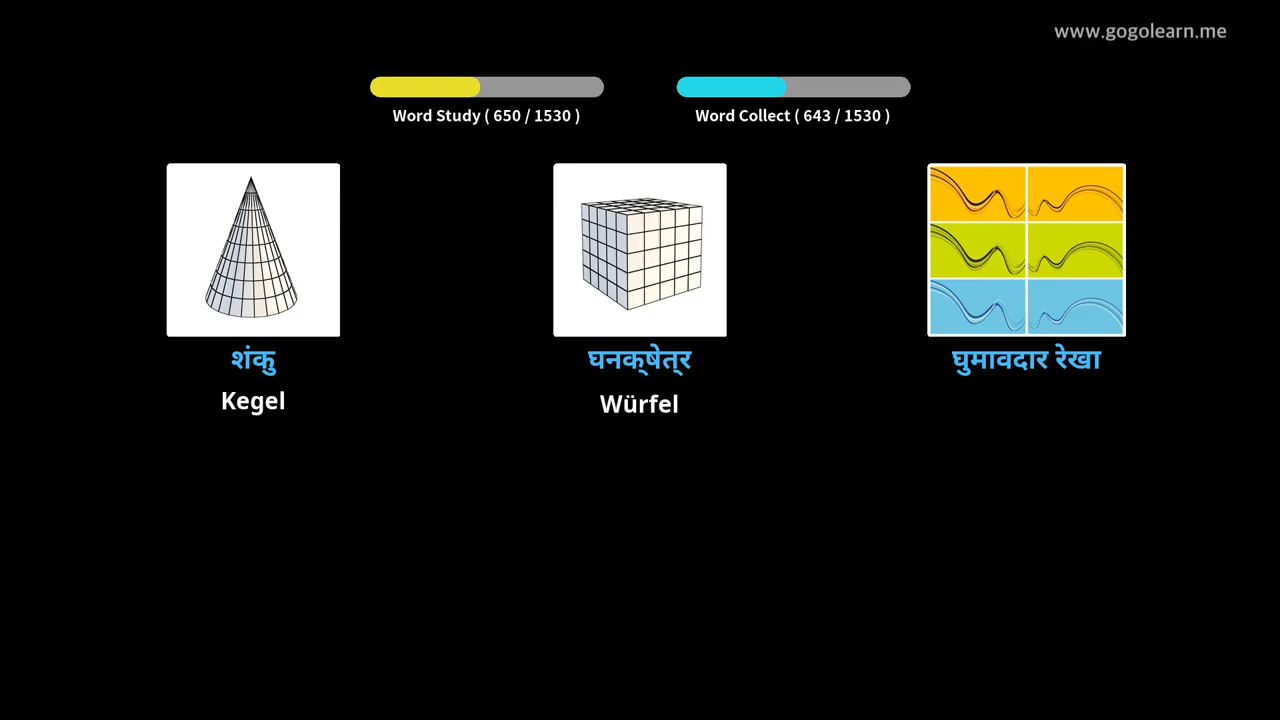 www.gogolearn.me
Word Study ( 650 / 1530 )
Word Collect ( 643 / 1530 )
शंकु
घनक्षेत्र
घुमावदार रेखा
Kegel
Würfel